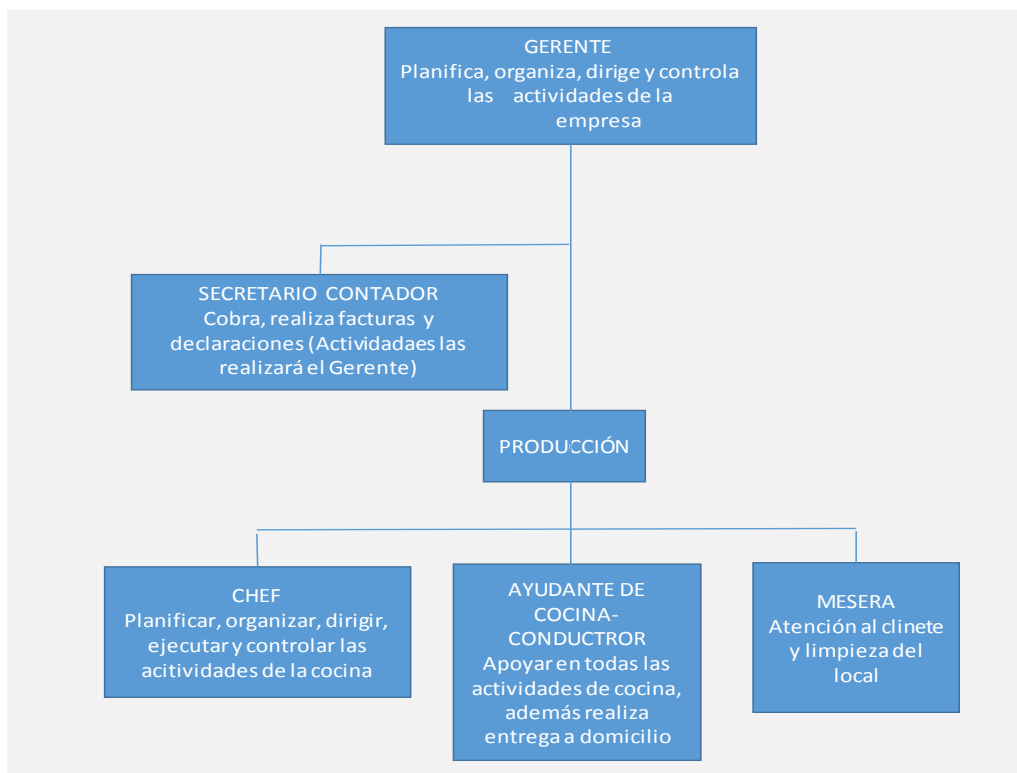 GERENTE
Planifica, organiza, dirige y controla
las actividades de la
empresa
SECRETARIO CONTADOR
Cobra, realiza facturas y
declaraciones (Actividadaes las
realizará el Gerente)
PRODUCCIÓN
CHEF
Planificar, organizar, dirigir,
ejecutar y controlar las
acitividades de la cocina
AYUDANTE DE
COCINA-
CONDUCTROR
Apoyar en todas las
actividades de cocina,
además realiza
entrega a domicilio
MESERA
Atención al clinete
y limpieza del
local